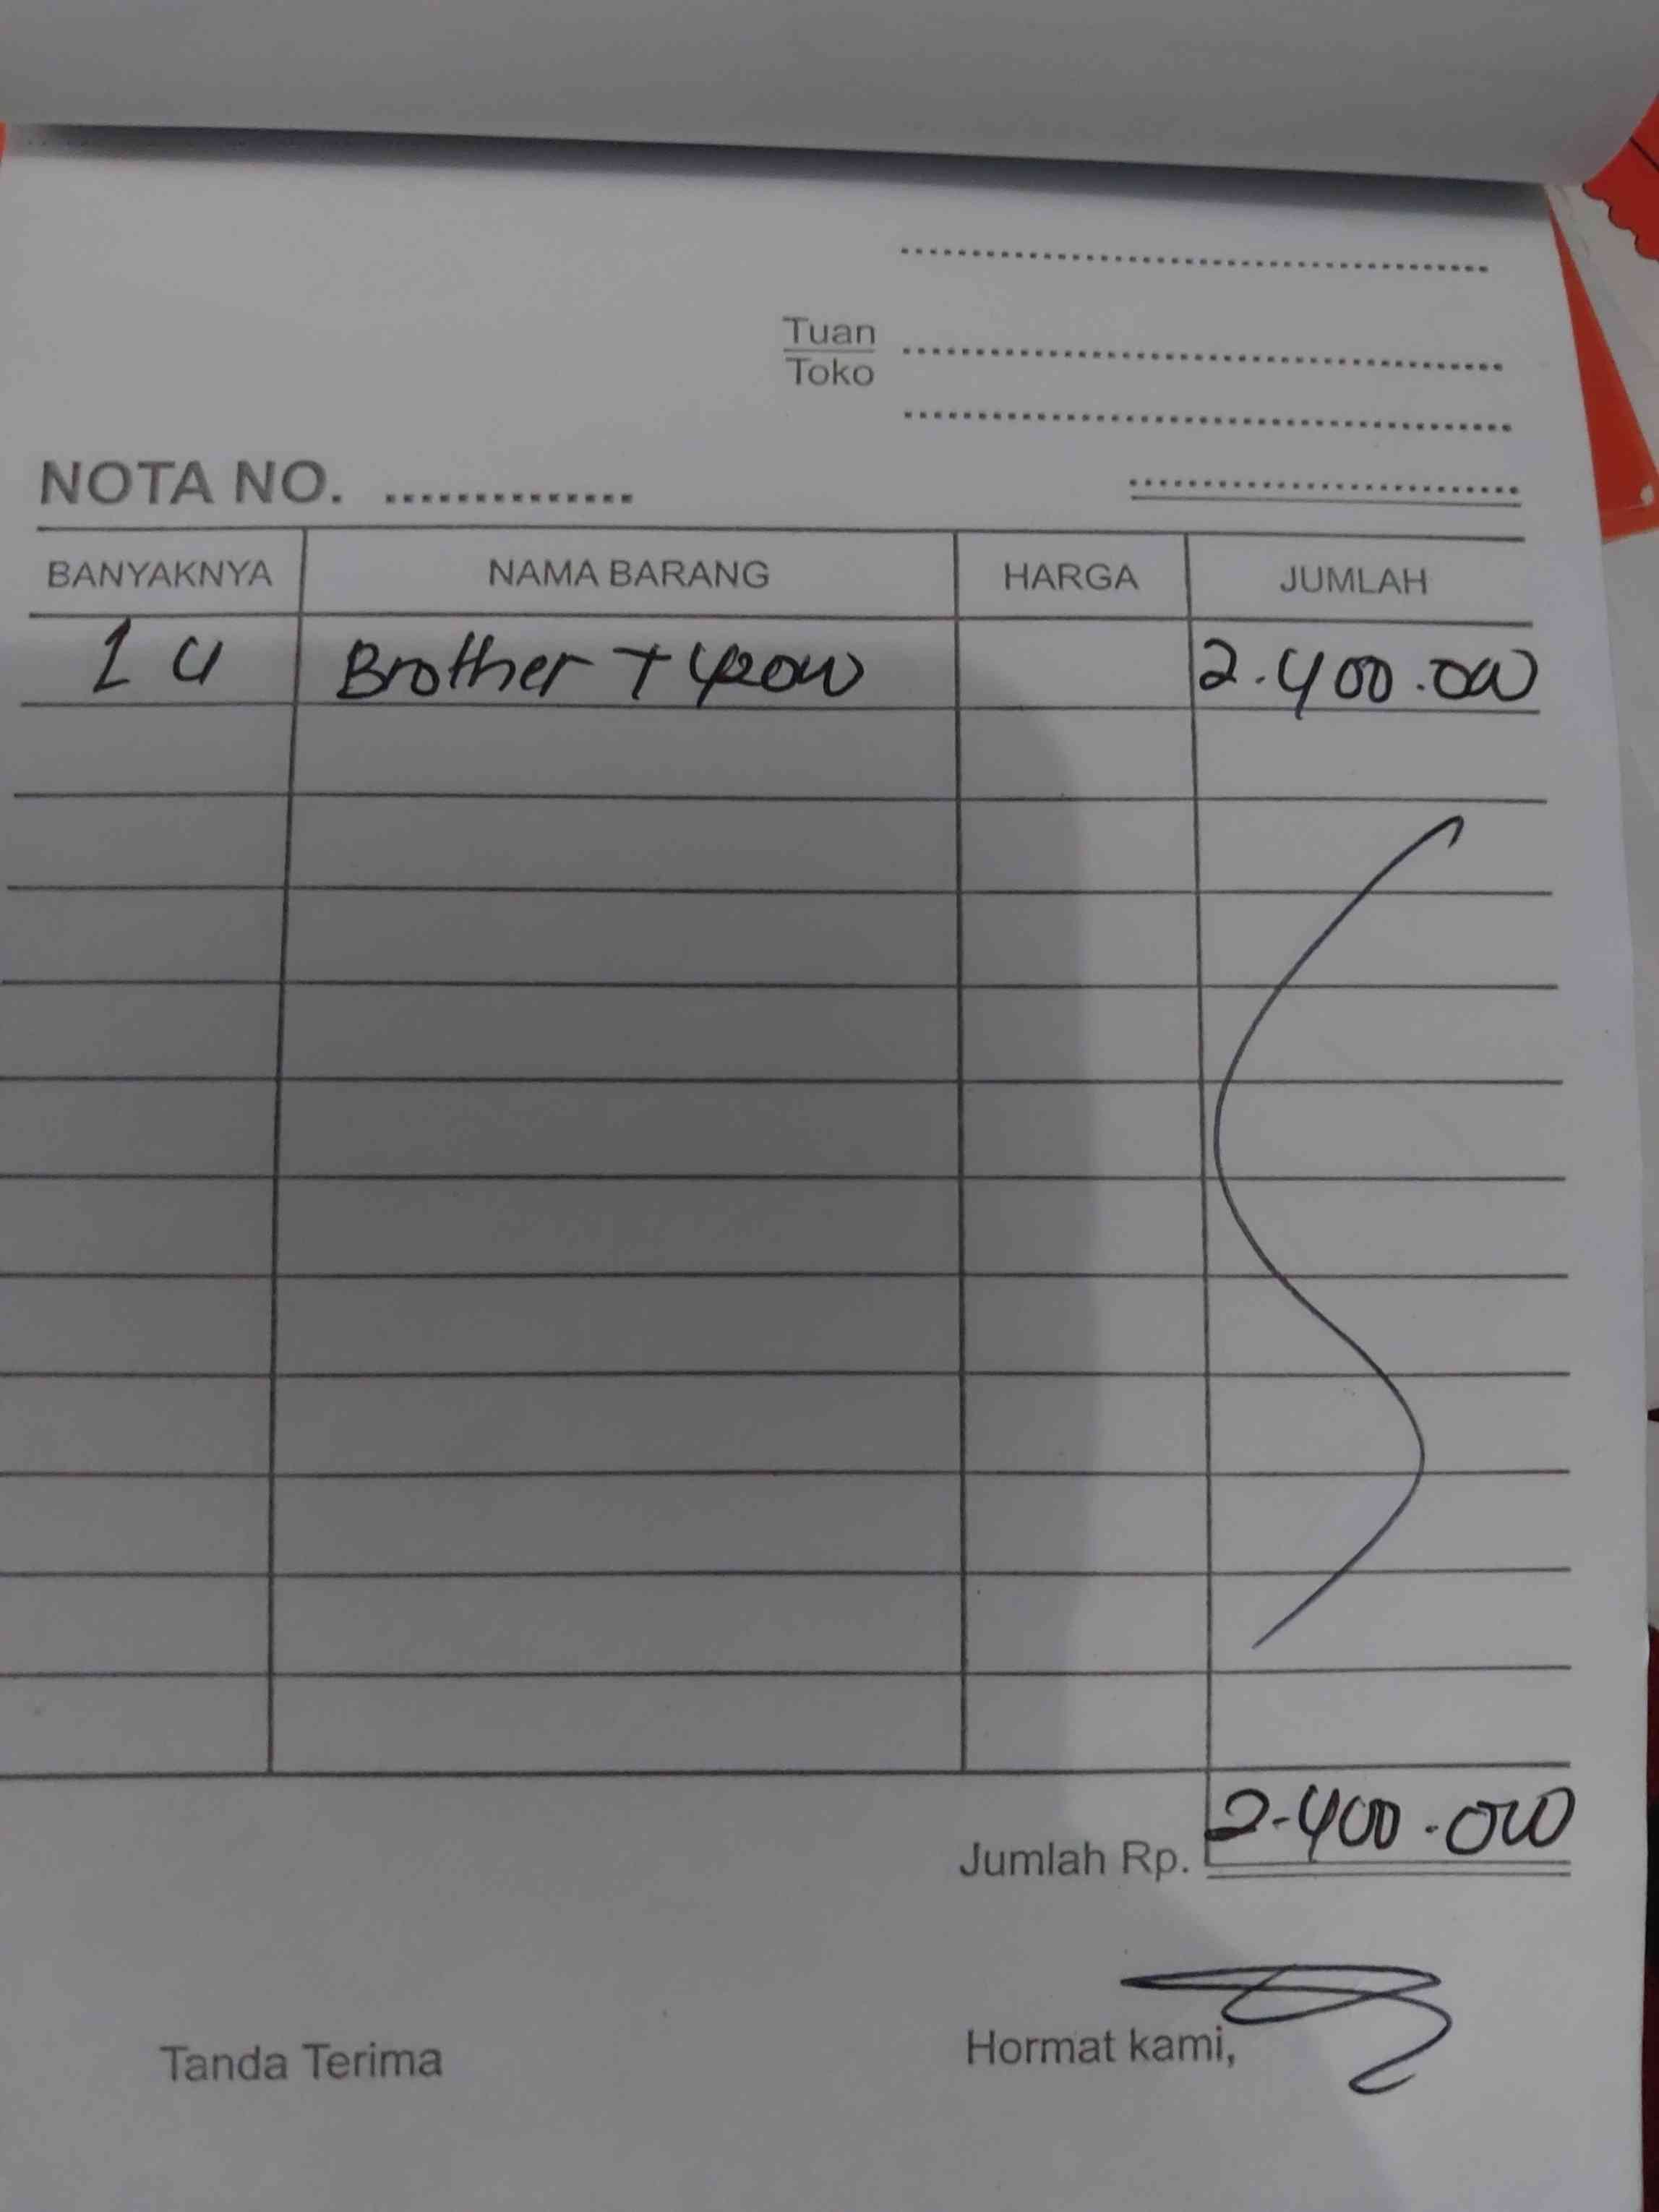 Tuan
Toko
NOTA NO. ..............
BANYAKNYA NAMA BARANG HARGA JUMLAH
1 U Brother T420W 2.400.000
Jumlah Rp. 2.400.000
Tanda Terima Hormat kami,